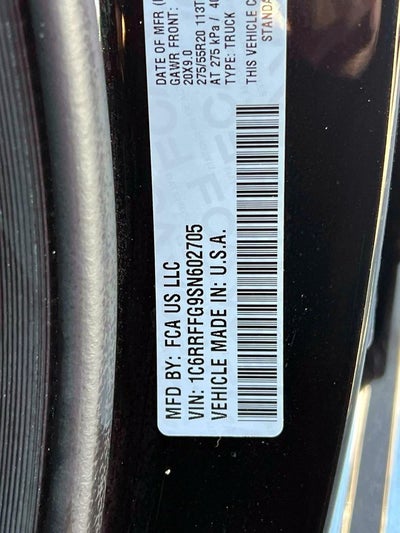 DATE OF MFR
GAWR FRONT:
20X9.0
275/55R20 113T
AT 275 kPa /
TYPE: TRUCK
THIS VEHICLE
STANDA
MFD BY: FCA US LLC
VIN: 1C6RRFFG9SN602705
VEHICLE MADE IN: U.S.A.